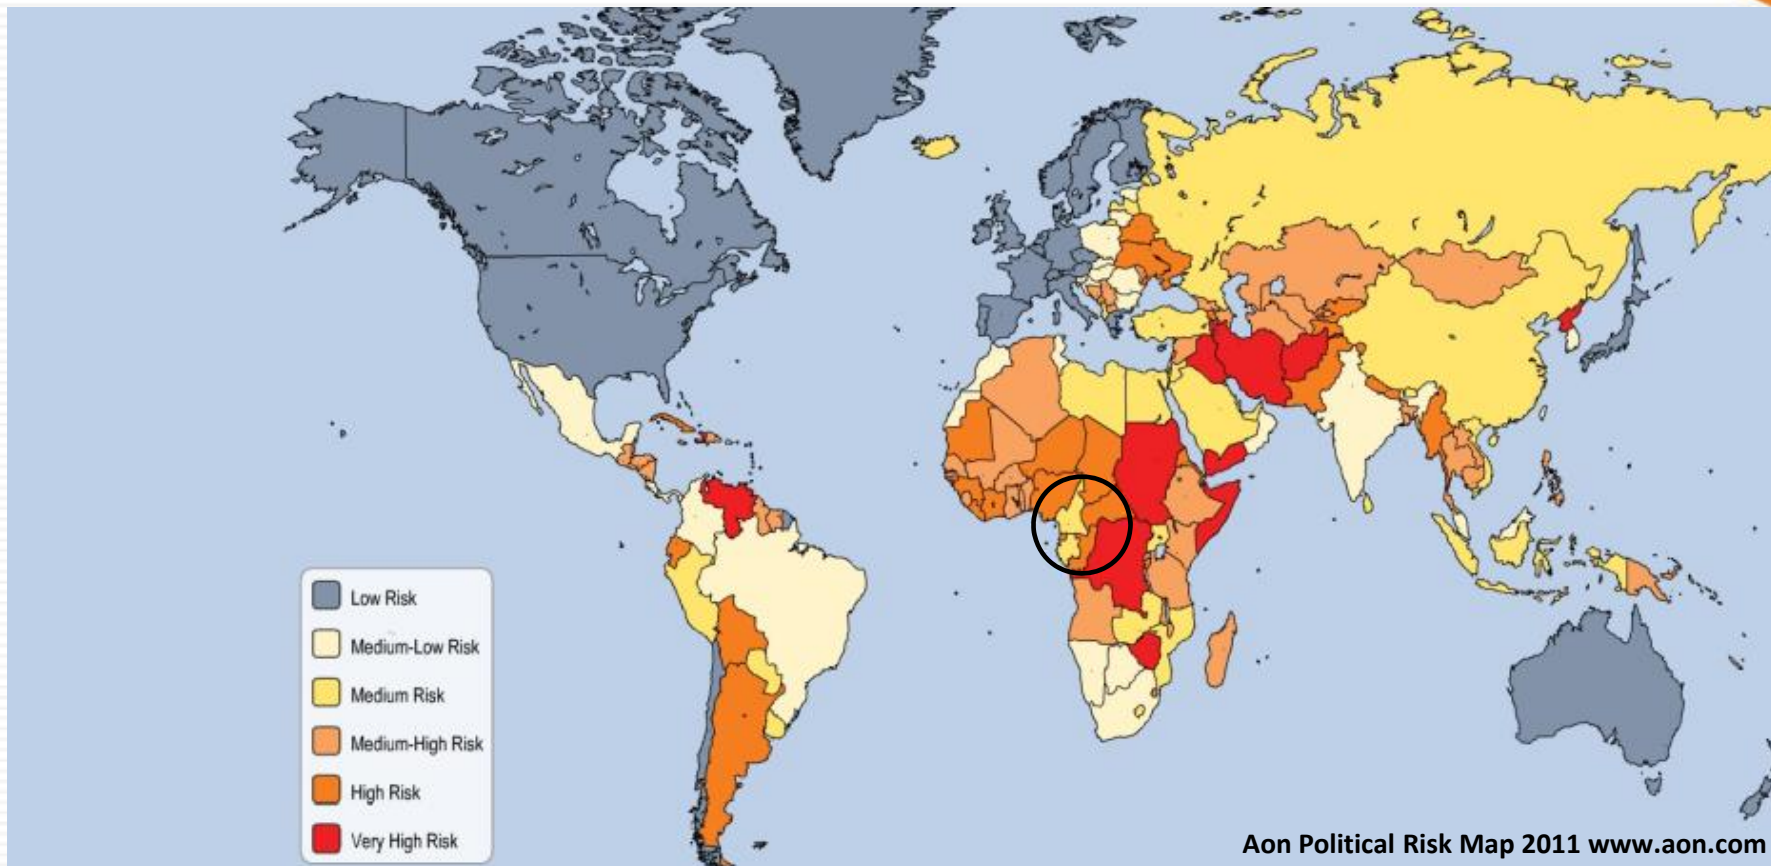 Low Risk
Medium-Low Risk
Medium Risk
Medium-High Risk
High Risk
Very High Risk
Aon Political Risk Map 2011 www.aon.com